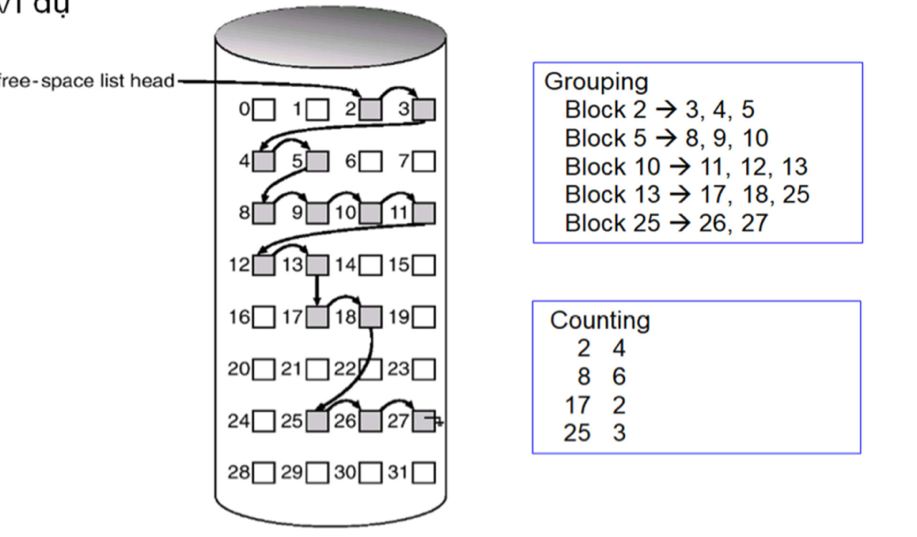 ví dụ
free-space list head
0 1 2 3
4 5 6 7
8 9 10 11
12 13 14 15
16 17 18 19
20 21 22 23
24 25 26 27
28 29 30 31
Grouping
Block 2 → 3, 4, 5
Block 5 → 8, 9, 10
Block 10 → 11, 12, 13
Block 13 → 17, 18, 25
Block 25 → 26, 27
Counting
2 4
8 6
17 2
25 3